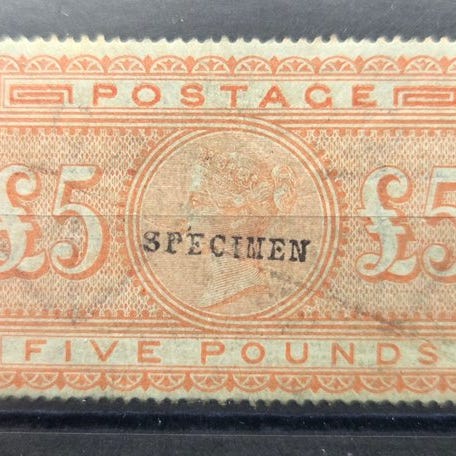 POSTAGE
£5 SPECIMEN £5
FIVE POUNDS